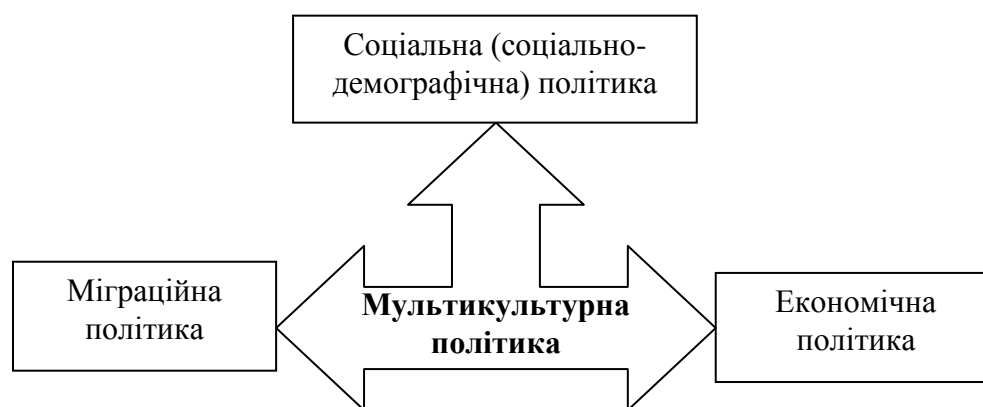 Соціальна (соціально-
демографічна) політика
Міграційна
політика
Мультикультурна
політика
Економічна
політика